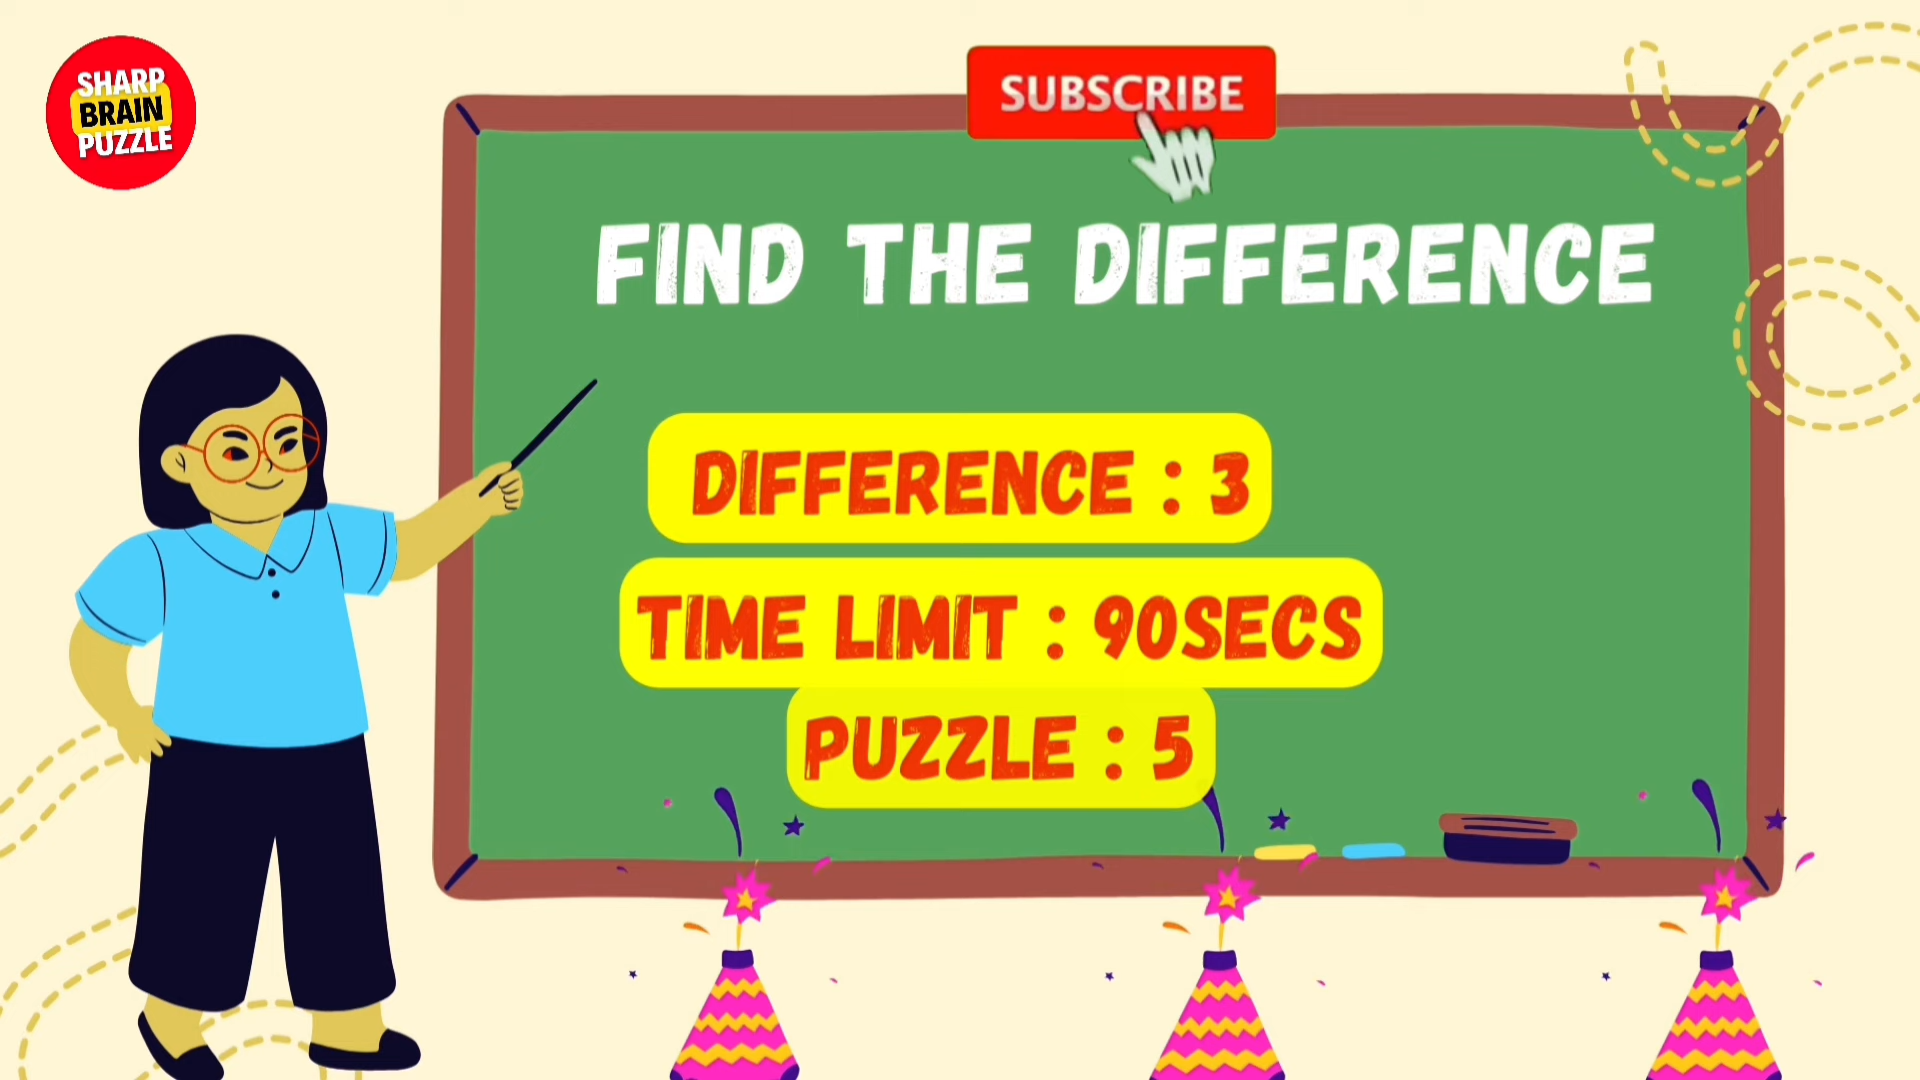 SHARP
BRAIN
PUZZLE
SUBSCRIBE
FIND THE DIFFERENCE
DIFFERENCE : 3
TIME LIMIT : 90SECS
PUZZLE : 5